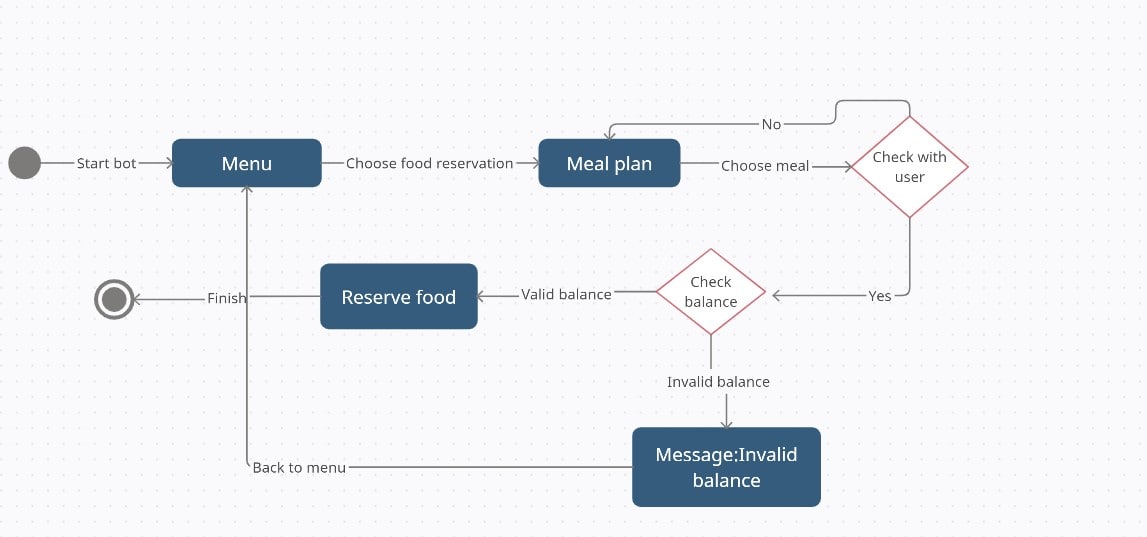 No
Start bot
Menu
Choose food reservation
Meal plan
Choose meal
Check with
user
Finish
Reserve food
Valid balance
Check
balance
Yes
Invalid balance
Back to menu
Message:Invalid
balance